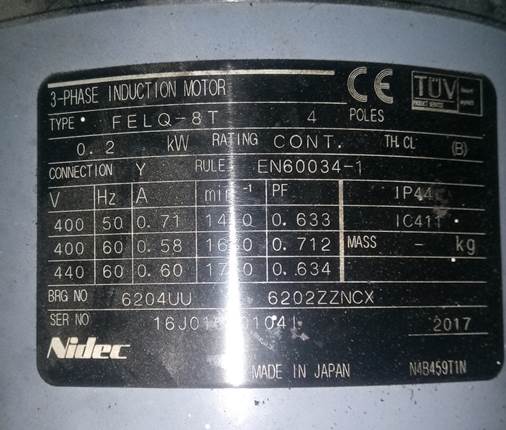 3-PHASE INDUCTION MOTOR CE TÜV
PRODUCT SERVICE
TYPE FELQ-8T 4 POLES
0.2 kW RATING CONT. TH.CL (B)
CONNECTION Y RULE EN60034-1
V Hz A min-1 PF IP44
400 50 0.71 0.633 IC411
400 60 0.58 0.712 MASS - kg
440 60 0.60 0.634
BRG NO 6204UU 6202ZZNCX
SER NO 2017
Nidec
MADE IN JAPAN N4B459T1N